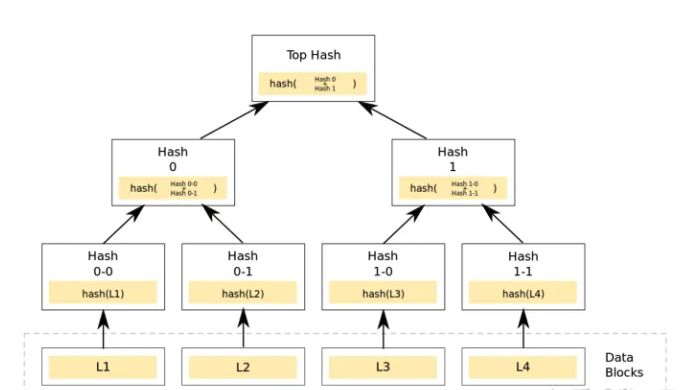 Top Hash
hash( Hash 0 + Hash 1 )
Hash
0
hash( Hash 0-0 + Hash 0-1 )
Hash
1
hash( Hash 1-0 + Hash 1-1 )
Hash
0-0
hash(L1)
Hash
0-1
hash(L2)
Hash
1-0
hash(L3)
Hash
1-1
hash(L4)
L1
L2
L3
L4
Data
Blocks